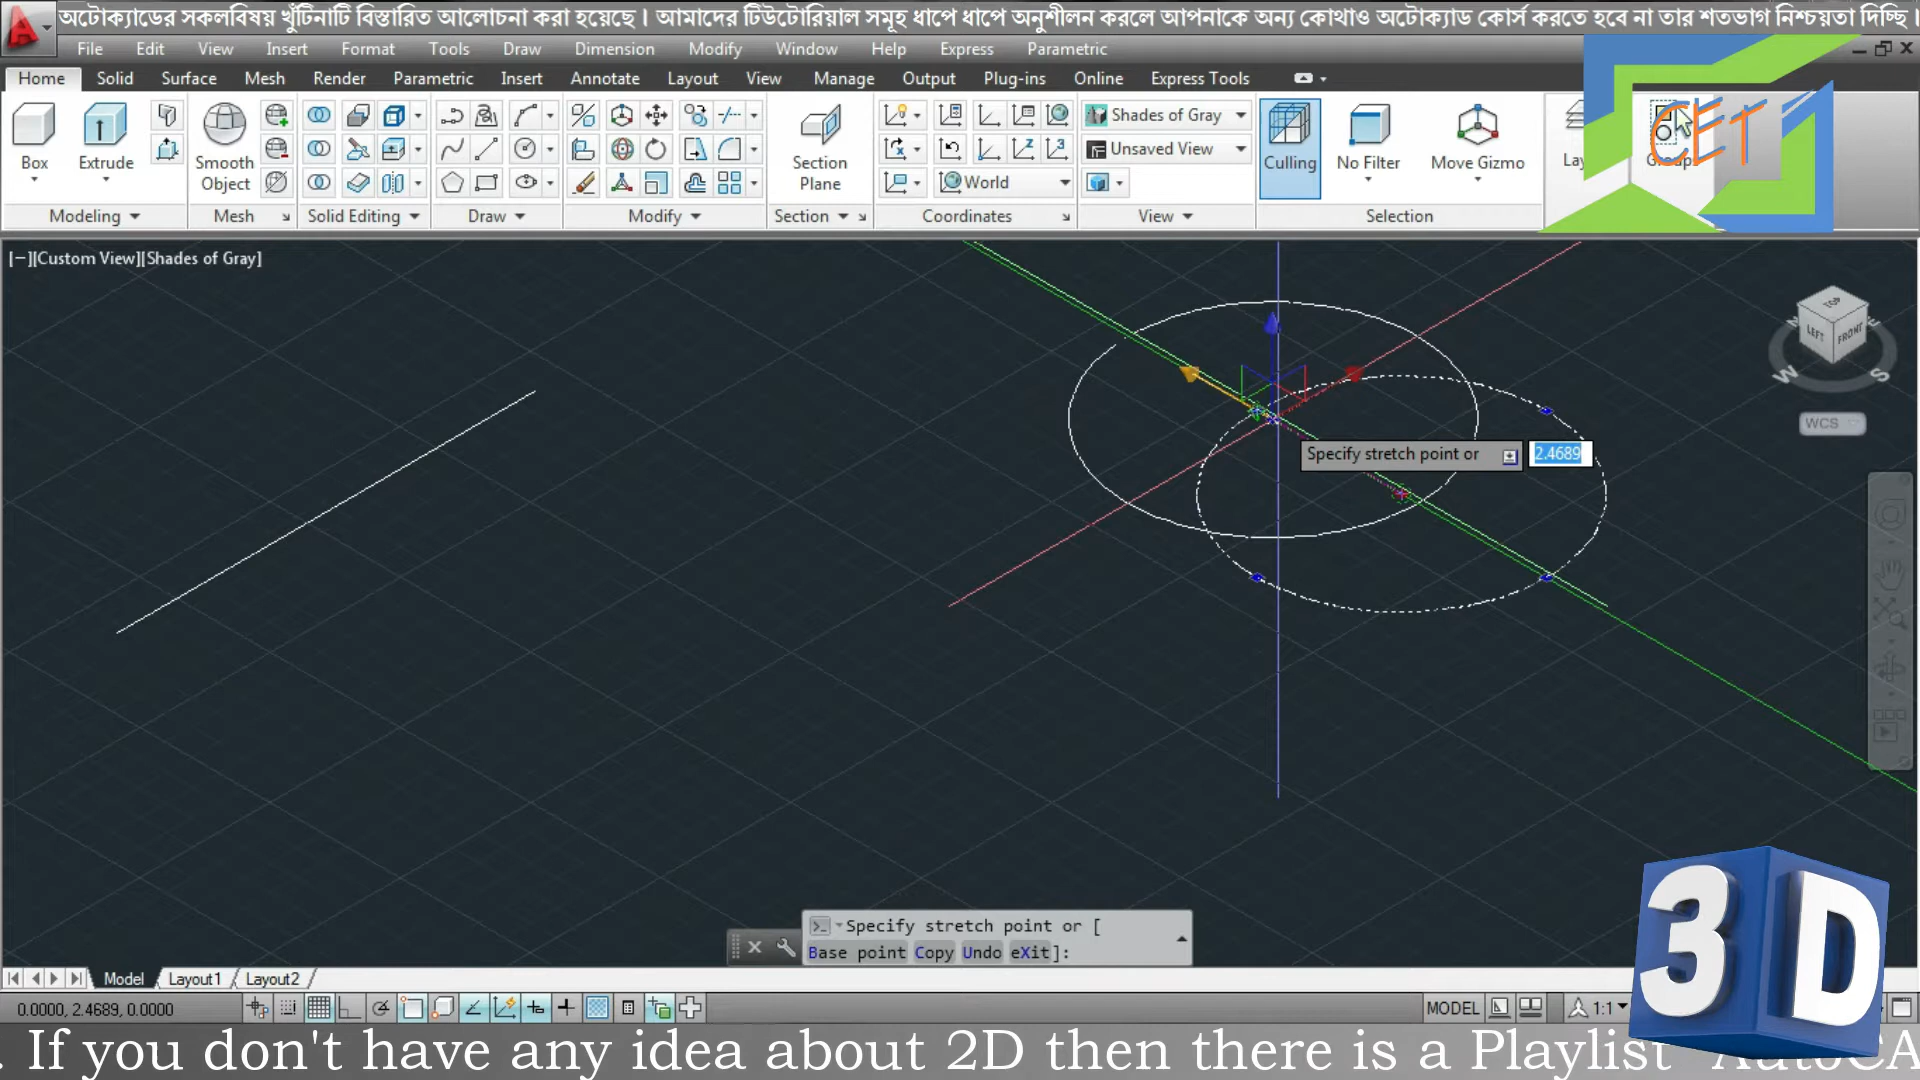 অটোক্যাডের সকলবিষয় খুঁটিনাটি বিস্তারিত আলোচনা করা হয়েছে। আমাদের টিউটোরিয়াল সমূহ ধাপে ধাপে অনুশীলন করলে আপনাকে অন্য কোথাও অটোক্যাড কোর্স করতে হবে না তার শতভাগ নিশ্চয়তা দিচ্ছি।
File Edit View Insert Format Tools Draw Dimension Modify Window Help Express Parametric
Home Solid Surface Mesh Render Parametric Insert Annotate Layout View Manage Output Plug-ins Online Express Tools
Shades of Gray
Unsaved View
World
Box Extrude Smooth Object Section Plane Culling No Filter Move Gizmo
CET
Modeling Mesh Solid Editing Draw Modify Section Coordinates View Selection
[−][Custom View][Shades of Gray]
TOP
LEFT FRONT
W S
WCS
Specify stretch point or 2.4689
Specify stretch point or [
Base point Copy Undo eXit]:
Model Layout1 Layout2
0.0000, 2.4689, 0.0000 MODEL 1:1
3D
. If you don't have any idea about 2D then there is a Playlist